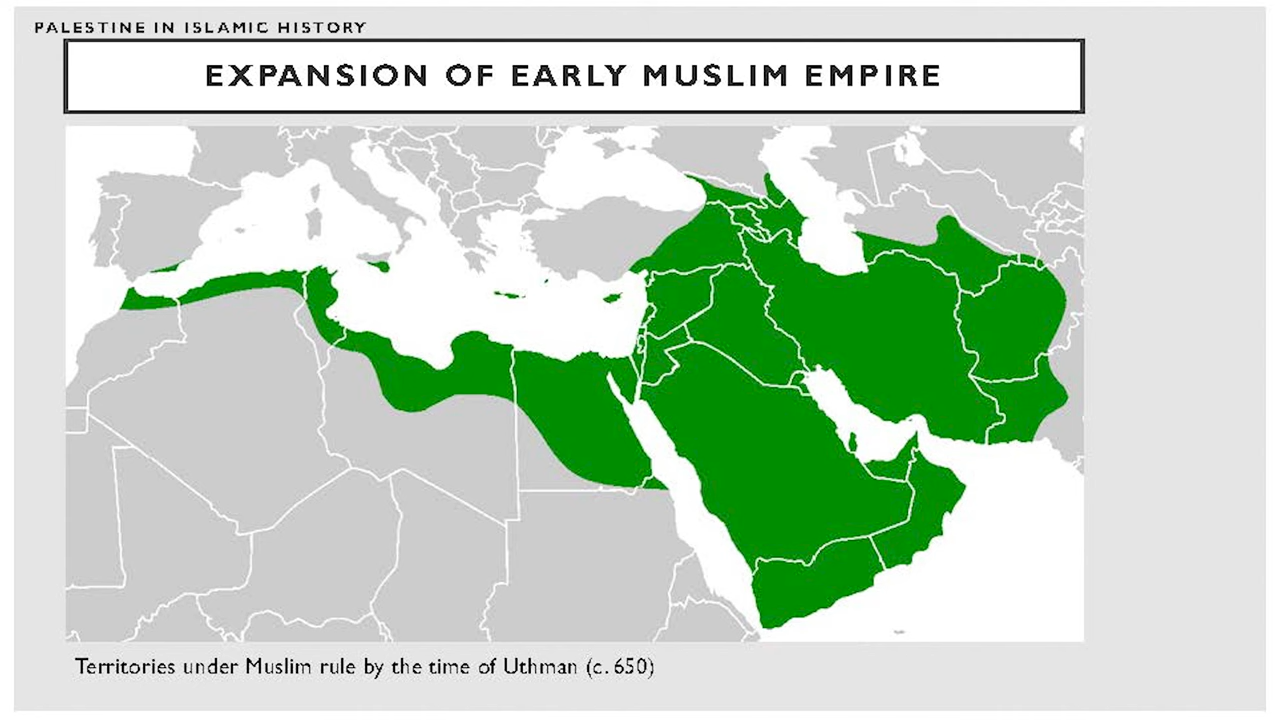 PALESTINE IN ISLAMIC HISTORY
EXPANSION OF EARLY MUSLIM EMPIRE
Territories under Muslim rule by the time of Uthman (c. 650)